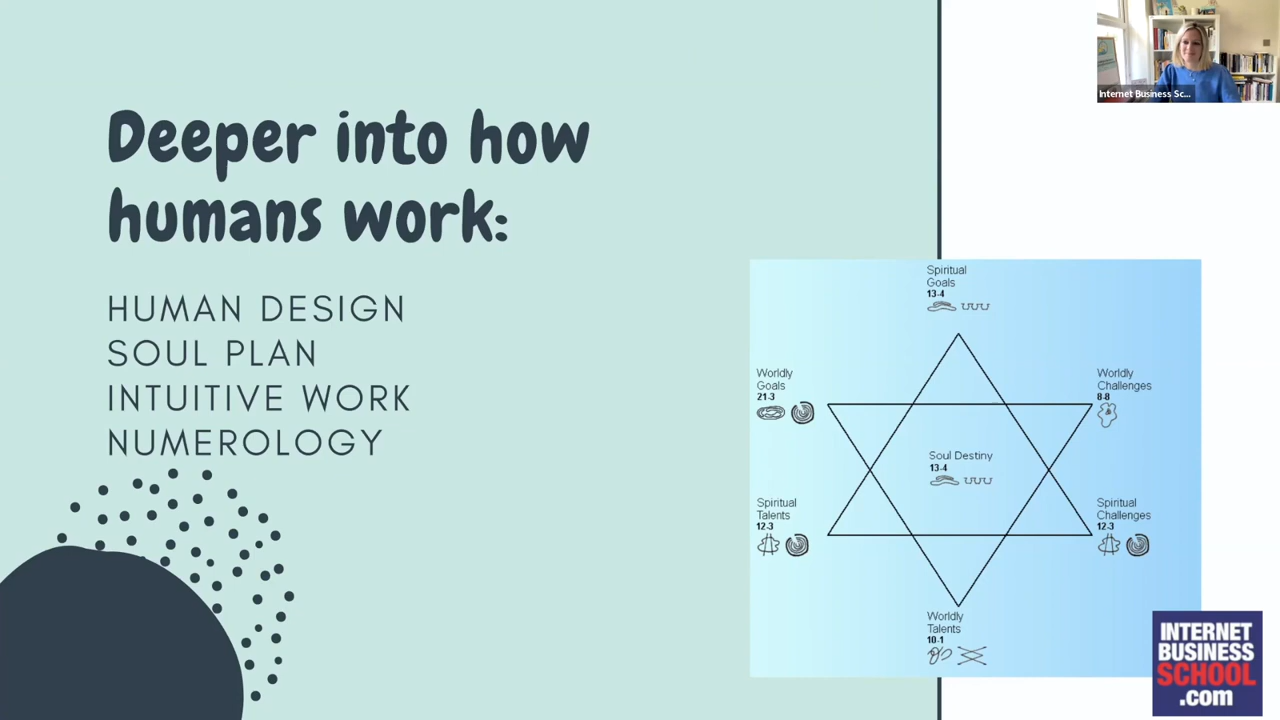 Internet Business Sc...
Deeper into how
humans work:
HUMAN DESIGN
SOUL PLAN
INTUITIVE WORK
NUMEROLOGY
Spiritual
Goals
13-4
Worldly
Goals
21-3
Worldly
Challenges
8-8
Soul Destiny
13-4
Spiritual
Talents
12-3
Spiritual
Challenges
12-3
Worldly
Talents
10-1
INTERNET
BUSINESS
SCHOOL
.com